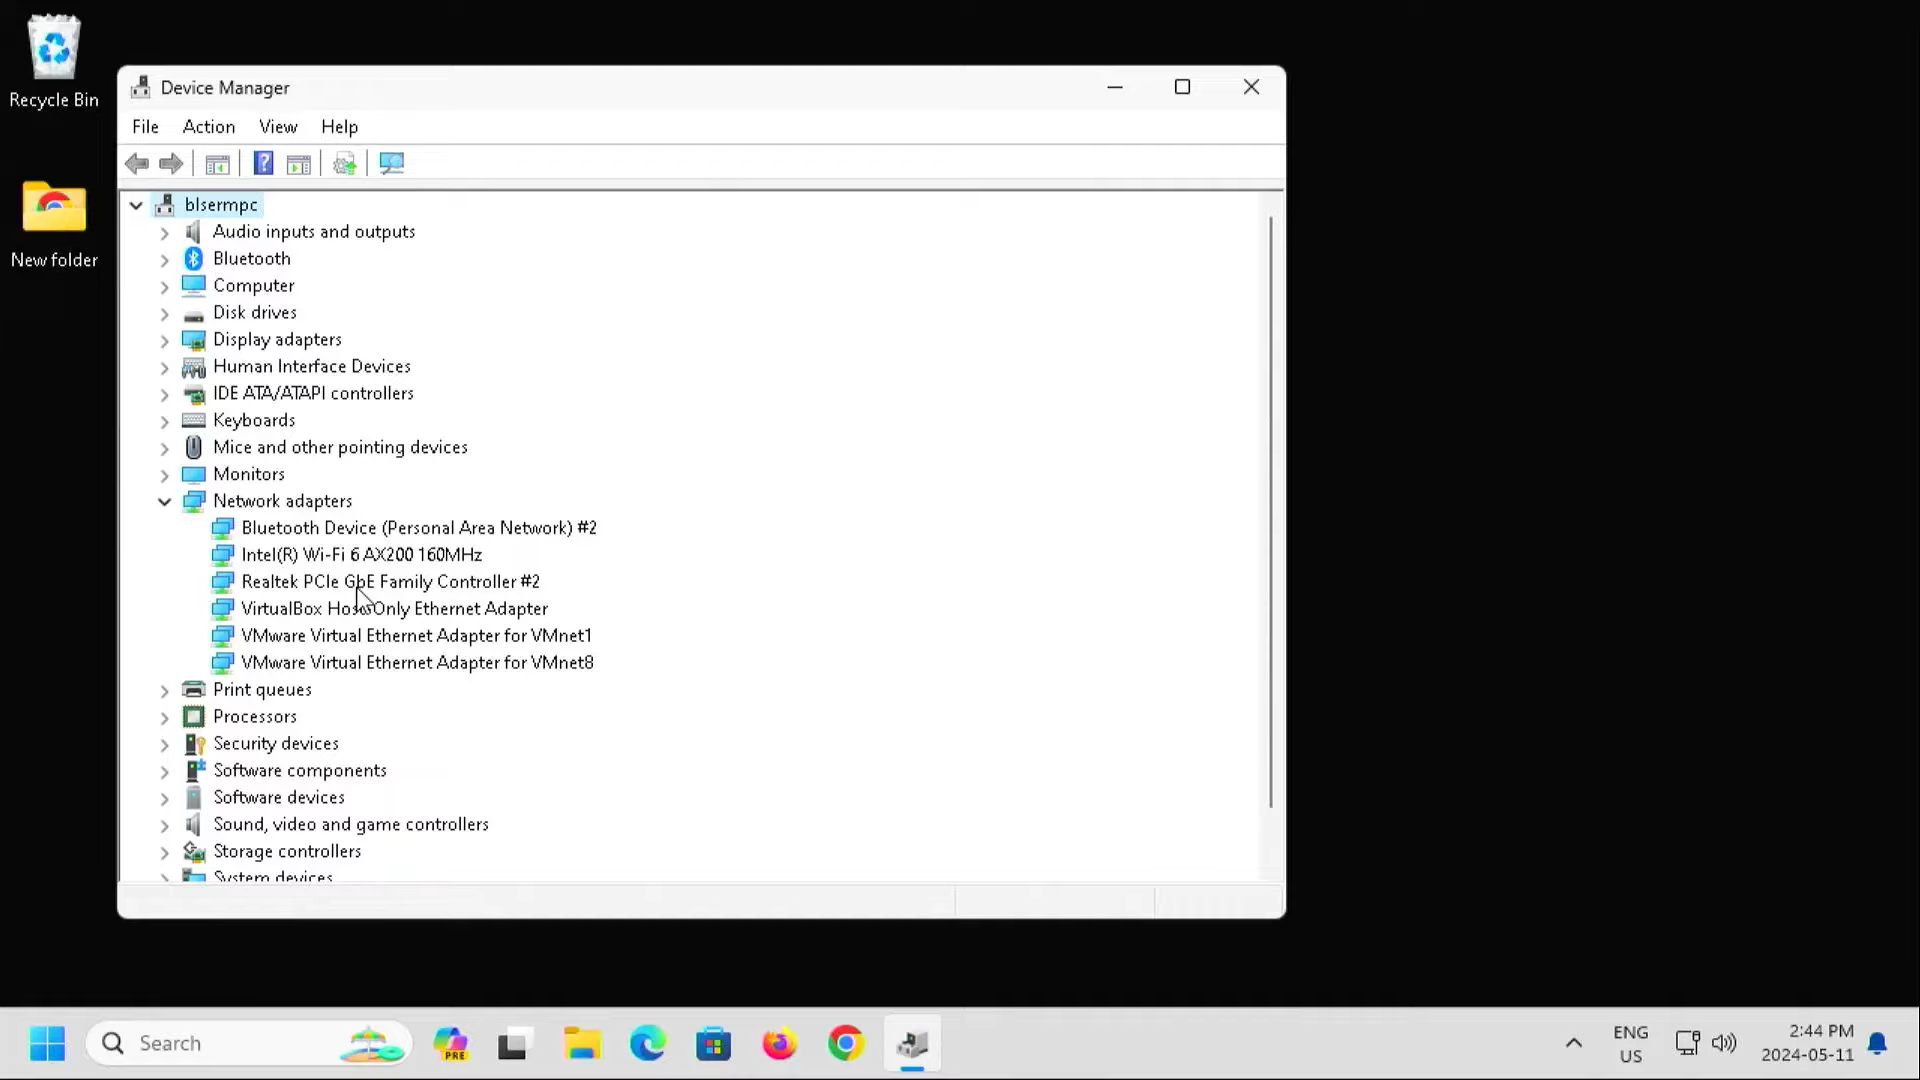 Recycle Bin
New folder
Device Manager
File Action View Help
blsermpc
Audio inputs and outputs
Bluetooth
Computer
Disk drives
Display adapters
Human Interface Devices
IDE ATA/ATAPI controllers
Keyboards
Mice and other pointing devices
Monitors
Network adapters
Bluetooth Device (Personal Area Network) #2
Intel(R) Wi-Fi 6 AX200 160MHz
Realtek PCIe GbE Family Controller #2
VirtualBox Host-Only Ethernet Adapter
VMware Virtual Ethernet Adapter for VMnet1
VMware Virtual Ethernet Adapter for VMnet8
Print queues
Processors
Security devices
Software components
Software devices
Sound, video and game controllers
Storage controllers
System devices
Search
PRE
ENG
US
2:44 PM
2024-05-11